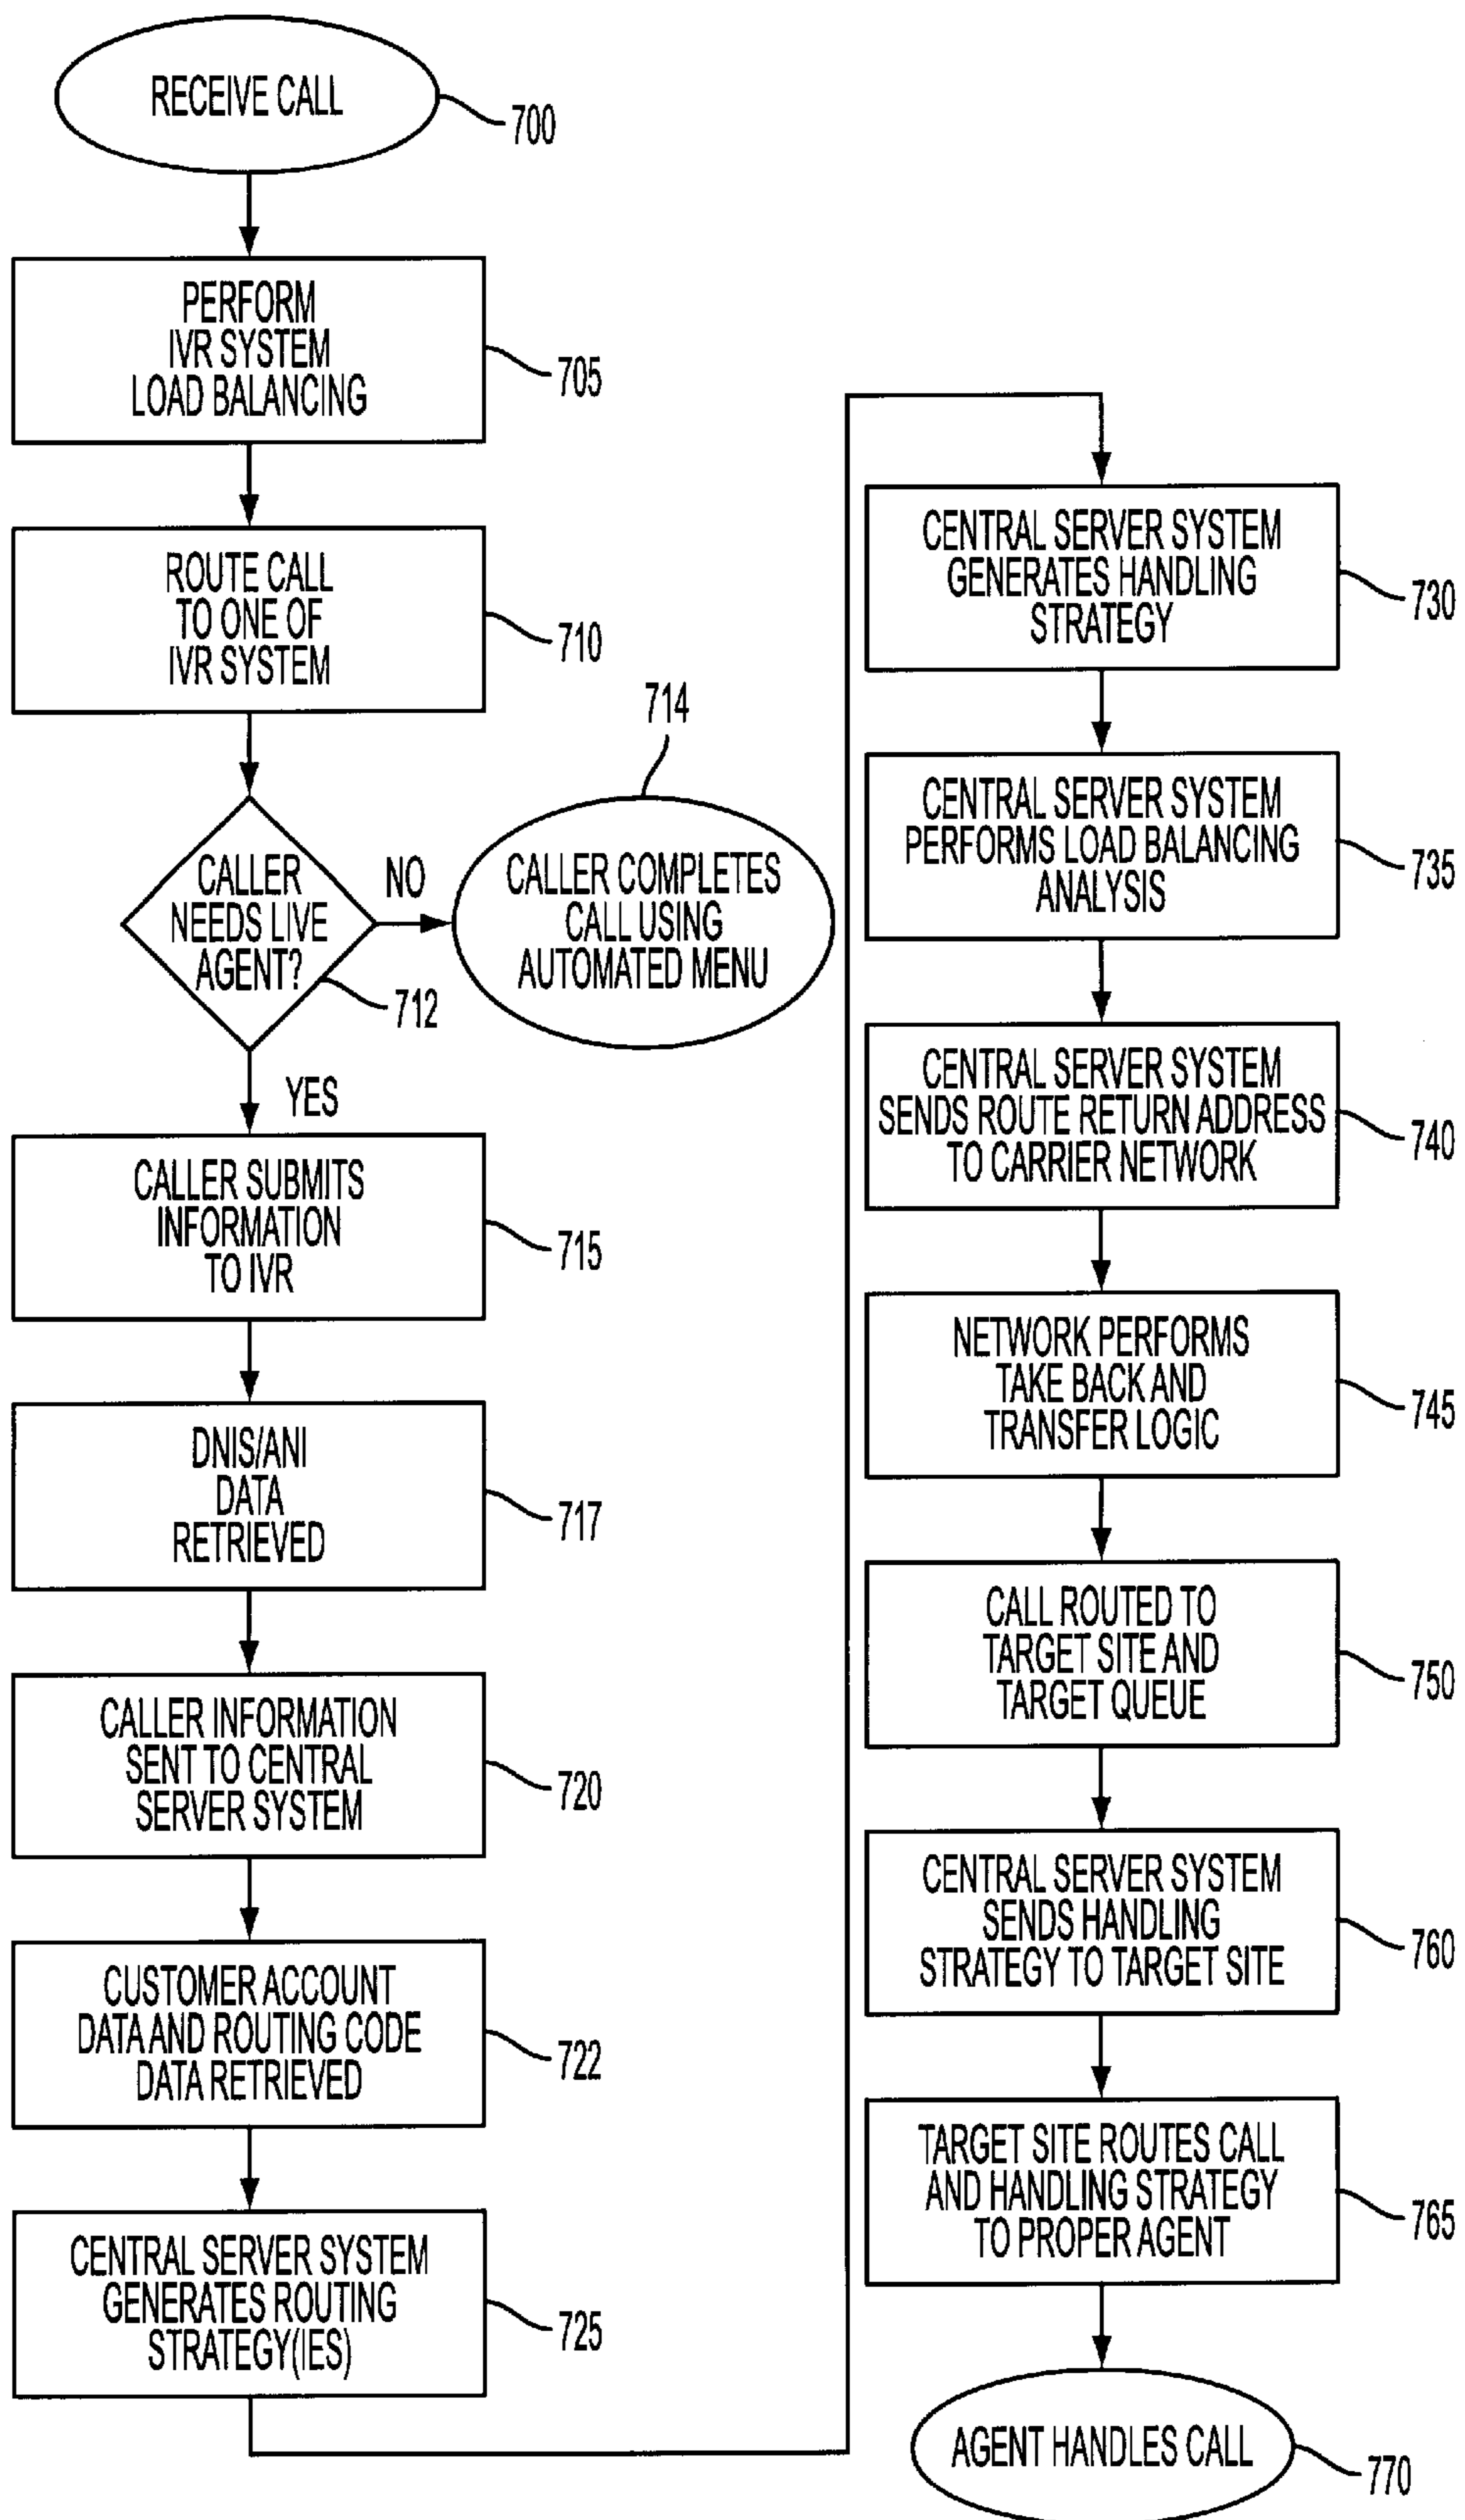 RECEIVE CALL
700
PERFORM
IVR SYSTEM
LOAD BALANCING
705
ROUTE CALL
TO ONE OF
IVR SYSTEM
710
CALLER
NEEDS LIVE
AGENT?
712
NO
714
CALLER COMPLETES
CALL USING
AUTOMATED MENU
YES
CALLER SUBMITS
INFORMATION
TO IVR
715
DNIS/ANI
DATA
RETRIEVED
717
CALLER INFORMATION
SENT TO CENTRAL
SERVER SYSTEM
720
CUSTOMER ACCOUNT
DATA AND ROUTING CODE
DATA RETRIEVED
722
CENTRAL SERVER SYSTEM
GENERATES ROUTING
STRATEGY(IES)
725
CENTRAL SERVER SYSTEM
GENERATES HANDLING
STRATEGY
730
CENTRAL SERVER SYSTEM
PERFORMS LOAD BALANCING
ANALYSIS
735
CENTRAL SERVER SYSTEM
SENDS ROUTE RETURN ADDRESS
TO CARRIER NETWORK
740
NETWORK PERFORMS
TAKE BACK AND
TRANSFER LOGIC
745
CALL ROUTED TO
TARGET SITE AND
TARGET QUEUE
750
CENTRAL SERVER SYSTEM
SENDS HANDLING
STRATEGY TO TARGET SITE
760
TARGET SITE ROUTES CALL
AND HANDLING STRATEGY
TO PROPER AGENT
765
AGENT HANDLES CALL
770